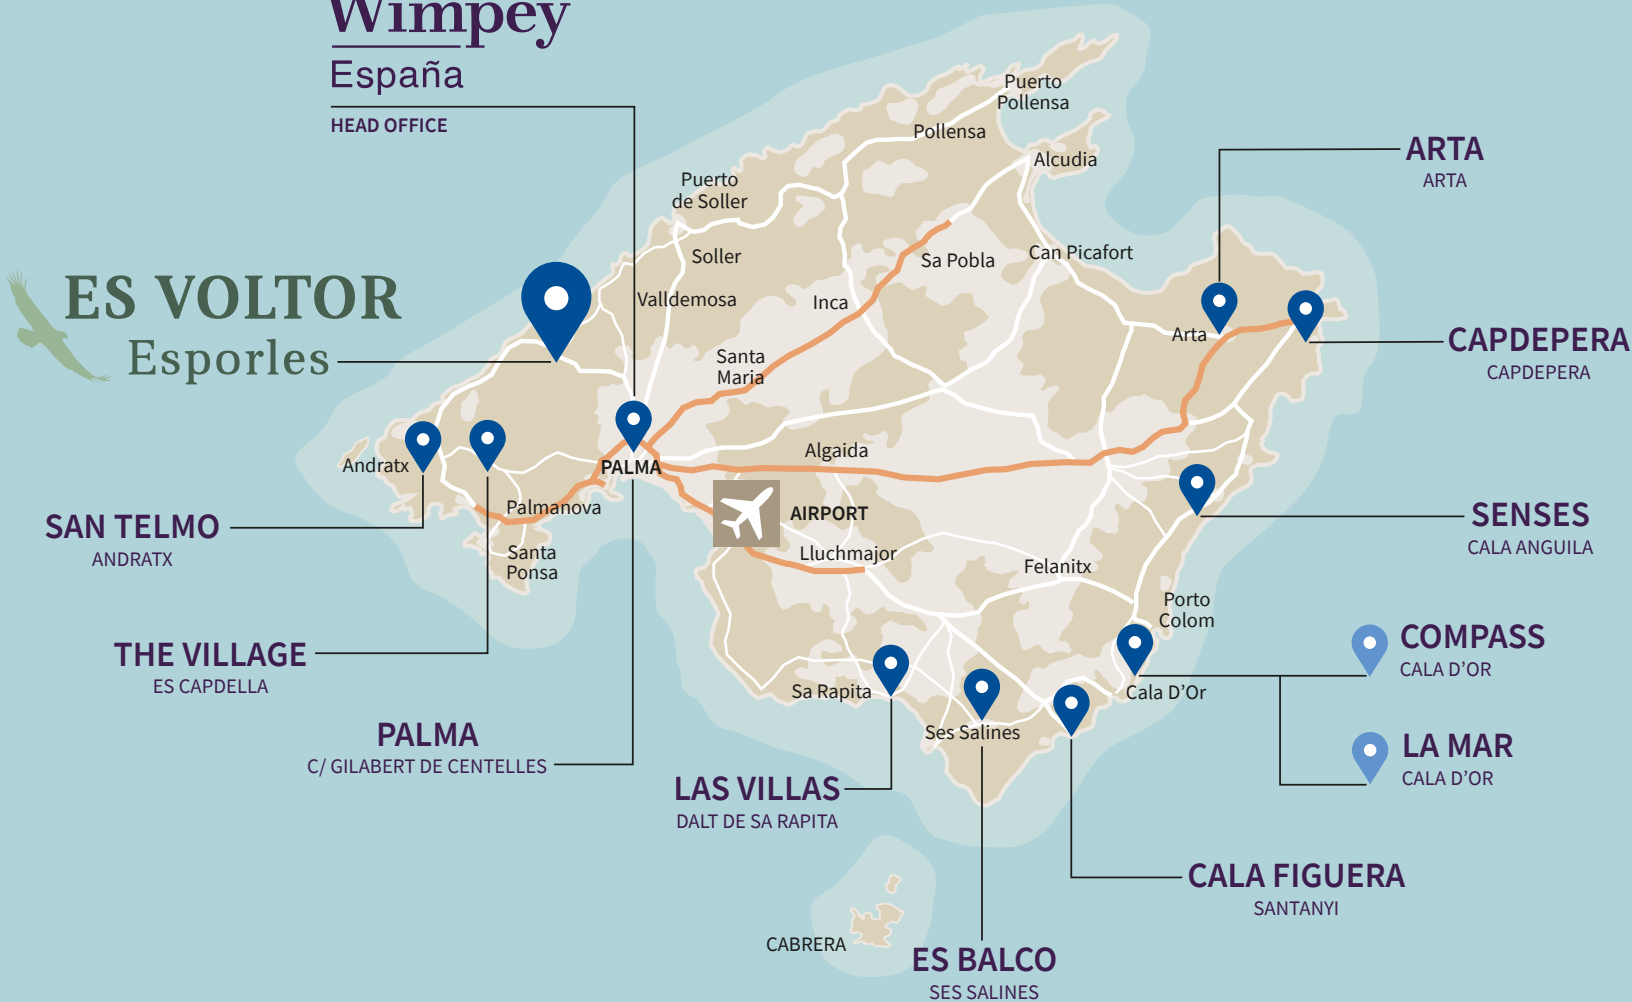 Wimpey
España
HEAD OFFICE
Puerto
Pollensa
Pollensa
Alcudia
ARTA
ARTA
Puerto
de Soller
Soller
Can Picafort
Sa Pobla
ES VOLTOR
Esporles
Valldemosa
Inca
Arta
CAPDEPERA
CAPDEPERA
Santa
Maria
Algaida
Andratx
PALMA
SAN TELMO
ANDRATX
Palmanova
AIRPORT
SENSES
CALA ANGUILA
Santa
Ponsa
Lluchmajor
Felanitx
Porto
Colom
COMPASS
CALA D'OR
THE VILLAGE
ES CAPDELLA
Sa Rapita
Cala D'Or
Ses Salines
PALMA
C/ GILABERT DE CENTELLES
LA MAR
CALA D'OR
LAS VILLAS
DALT DE SA RAPITA
CALA FIGUERA
SANTANYI
CABRERA
ES BALCO
SES SALINES